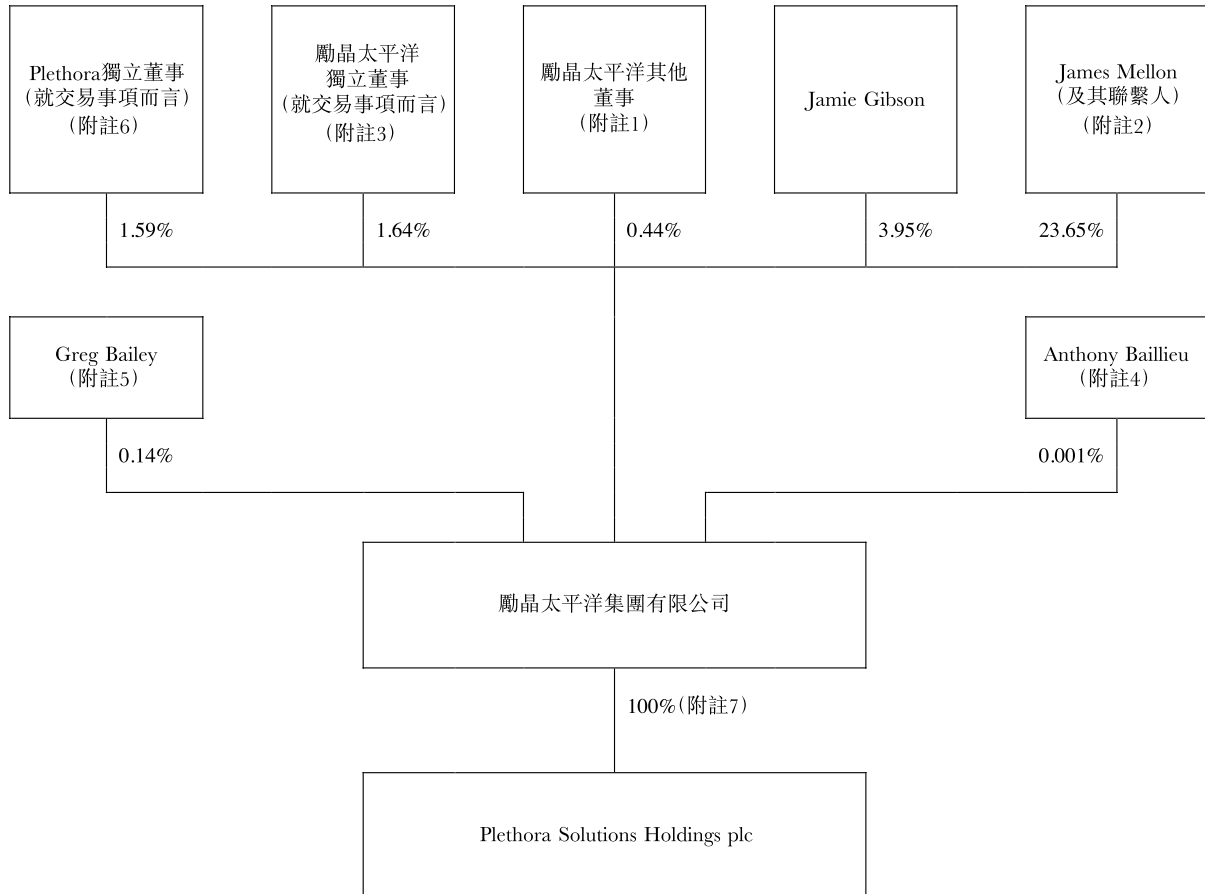 Plethora獨立董事
(就交易事項而言)
(附註6)
勵晶太平洋
獨立董事
(就交易事項而言)
(附註3)
勵晶太平洋其他
董事
(附註1)
Jamie Gibson
James Mellon
(及其聯繫人)
(附註2)
1.59%
1.64%
0.44%
3.95%
23.65%
Greg Bailey
(附註5)
Anthony Baillieu
(附註4)
0.14%
0.001%
勵晶太平洋集團有限公司
100%(附註7)
Plethora Solutions Holdings plc